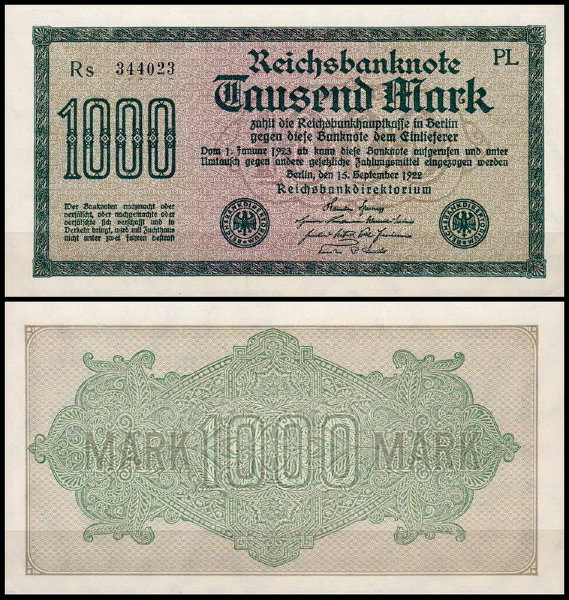 Rs 344023
Reichsbanknote
PL
Tausend Mark
1000
zahlt die Reichsbankhauptkasse in Berlin
gegen diese Banknote dem Einlieferer
Vom 1. Januar 1923 ab kann diese Banknote aufgerufen und unter
Umtausch gegen andere gesetzliche Zahlungsmittel eingezogen werden
Berlin, den 15. September 1922
Reichsbankdirektorium
Wer Banknoten nachmacht oder
verfälscht, oder nachgemachte oder
verfälschte sich verschafft und in
Verkehr bringt, wird mit Zuchthaus
nicht unter zwei Jahren bestraft
MARK 1000 MARK